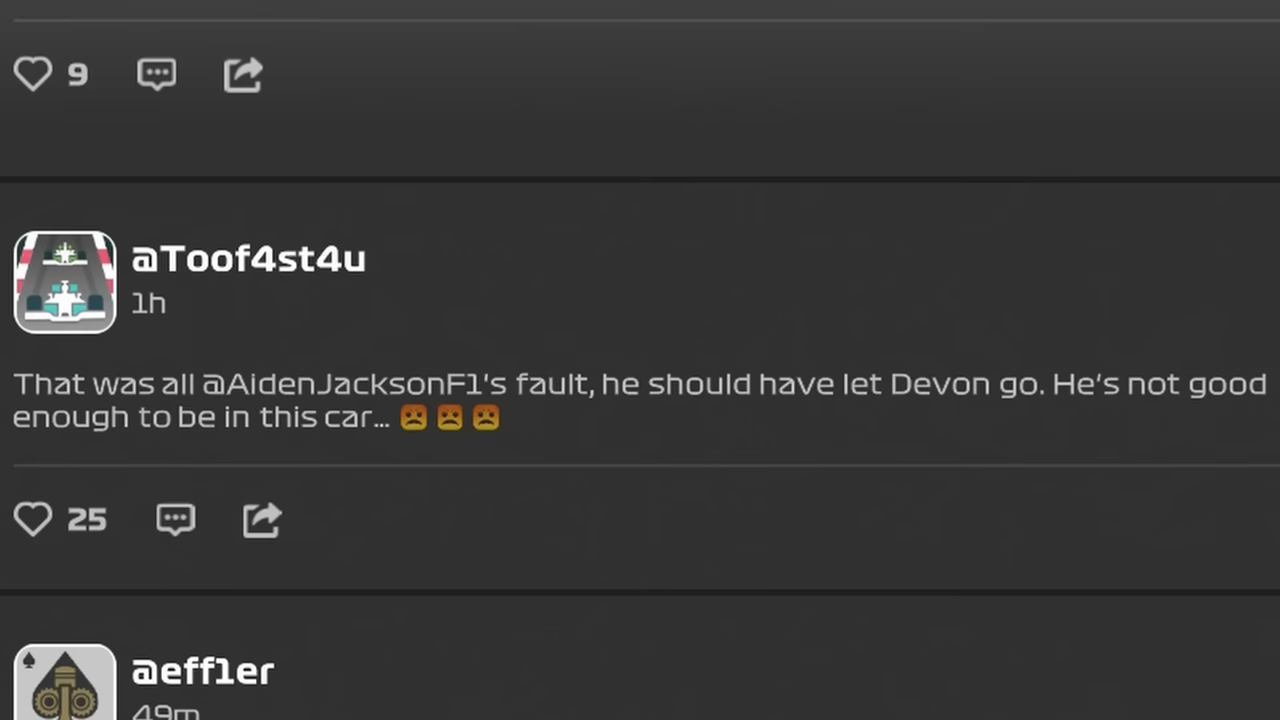 9
@Toof4st4u
1h
That was all @AidenJacksonF1's fault, he should have let Devon go. He's not good
enough to be in this car... 😡 😡 😡
25
@eff1er
49m